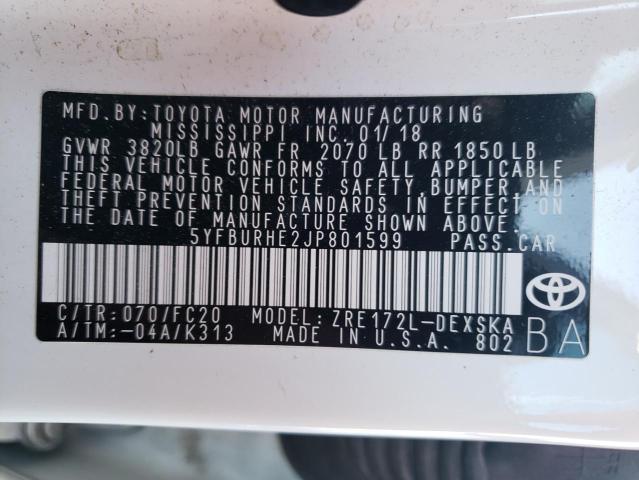 MFD.BY:TOYOTA MOTOR MANUFACTURING
MISSISSIPPI INC.01/18
GVWR 3820LB GAWR FR 2070 LB RR 1850 LB
THIS VEHICLE CONFORMS TO ALL APPLICABLE
FEDERAL MOTOR VEHICLE SAFETY,BUMPER,AND
THEFT PREVENTION STANDARDS IN EFFECT ON
THE DATE OF MANUFACTURE SHOWN ABOVE.
5YFBURHE2JP801599 PASS.CAR
C/TR:070/FC20 MODEL:ZRE172L-DEXSKA
A/TM:-04A/K313 MADE IN U.S.A. 802
BA